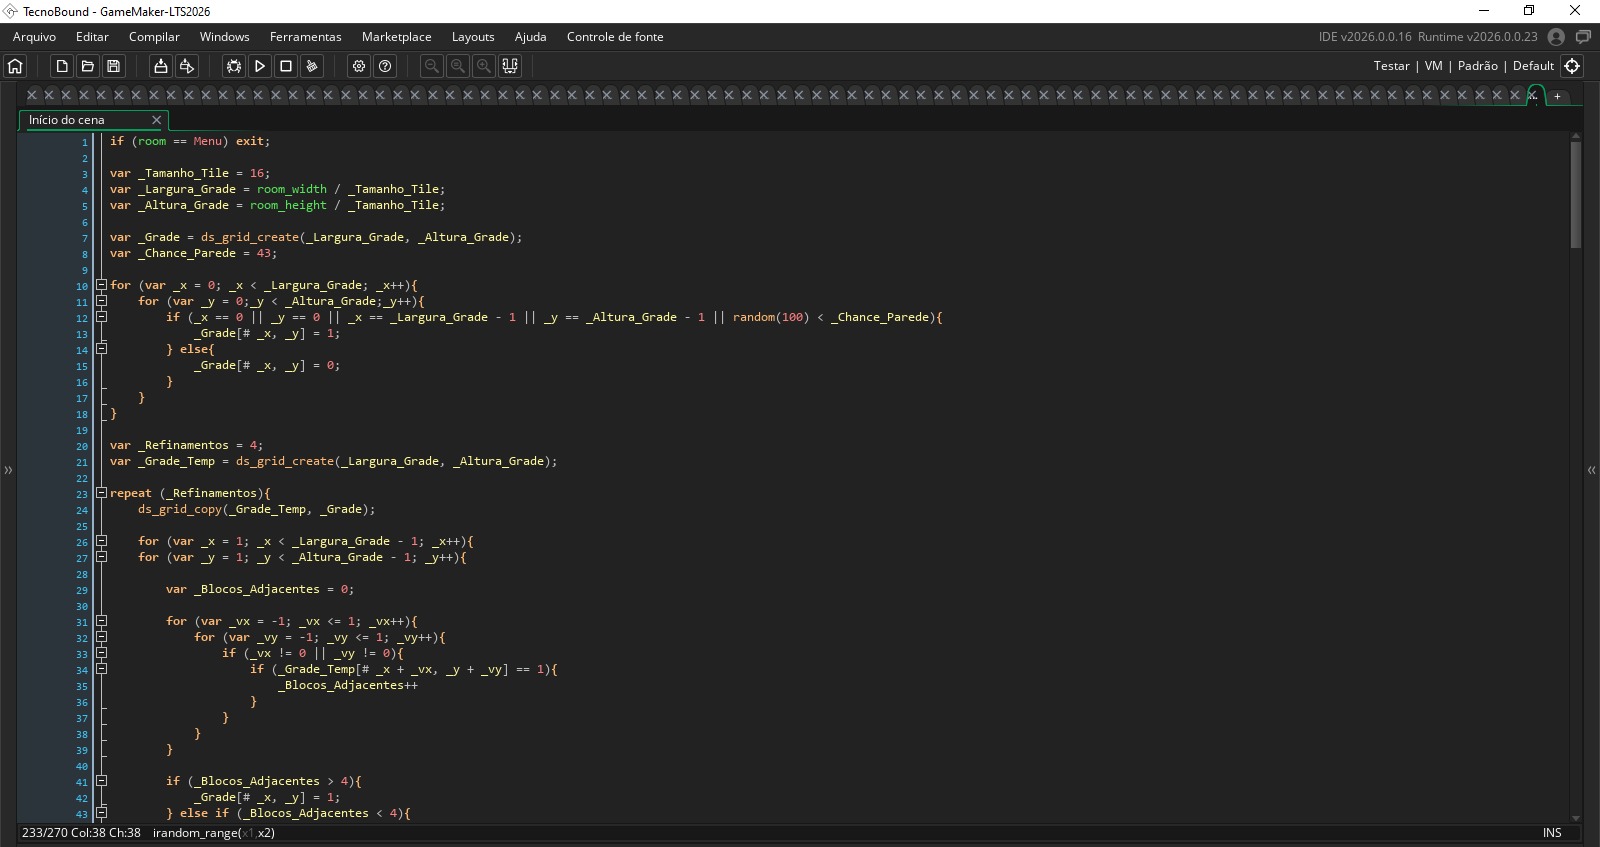 TecnoBound - GameMaker-LTS2026
Arquivo Editar Compilar Windows Ferramentas Marketplace Layouts Ajuda Controle de fonte IDE v2026.0.0.16 Runtime v2026.0.0.23
Testar | VM | Padrão | Default
Início do cena
1 if (room == Menu) exit;
2
3 var _Tamanho_Tile = 16;
4 var _Largura_Grade = room_width / _Tamanho_Tile;
5 var _Altura_Grade = room_height / _Tamanho_Tile;
6
7 var _Grade = ds_grid_create(_Largura_Grade, _Altura_Grade);
8 var _Chance_Parede = 43;
9
10 for (var _x = 0; _x < _Largura_Grade; _x++){
11 for (var _y = 0;_y < _Altura_Grade;_y++){
12 if (_x == 0 || _y == 0 || _x == _Largura_Grade - 1 || _y == _Altura_Grade - 1 || random(100) < _Chance_Parede){
13 _Grade[# _x, _y] = 1;
14 } else{
15 _Grade[# _x, _y] = 0;
16 }
17 }
18 }
19
20 var _Refinamentos = 4;
21 var _Grade_Temp = ds_grid_create(_Largura_Grade, _Altura_Grade);
22
23 repeat (_Refinamentos){
24 ds_grid_copy(_Grade_Temp, _Grade);
25
26 for (var _x = 1; _x < _Largura_Grade - 1; _x++){
27 for (var _y = 1; _y < _Altura_Grade - 1; _y++){
28
29 var _Blocos_Adjacentes = 0;
30
31 for (var _vx = -1; _vx <= 1; _vx++){
32 for (var _vy = -1; _vy <= 1; _vy++){
33 if (_vx != 0 || _vy != 0){
34 if (_Grade_Temp[# _x + _vx, _y + _vy] == 1){
35 _Blocos_Adjacentes++
36 }
37 }
38 }
39 }
40
41 if (_Blocos_Adjacentes > 4){
42 _Grade[# _x, _y] = 1;
43 } else if (_Blocos_Adjacentes < 4){
233/270 Col:38 Ch:38 irandom_range(x1,x2) INS